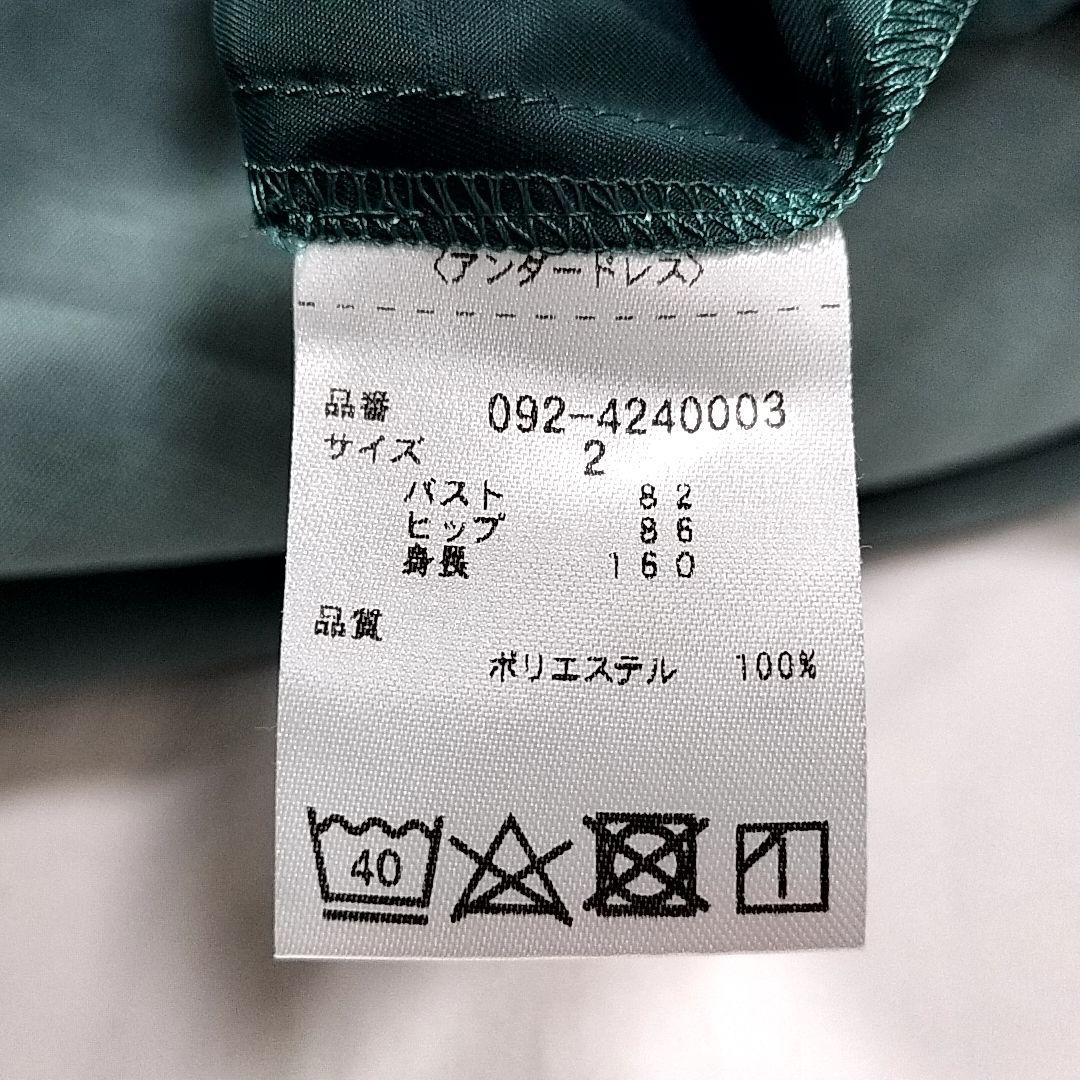 〈アンダードレス〉
品番 092-4240003
サイズ 2
バスト 82
ヒップ 86
身長 160
品質
ポリエステル 100%
40